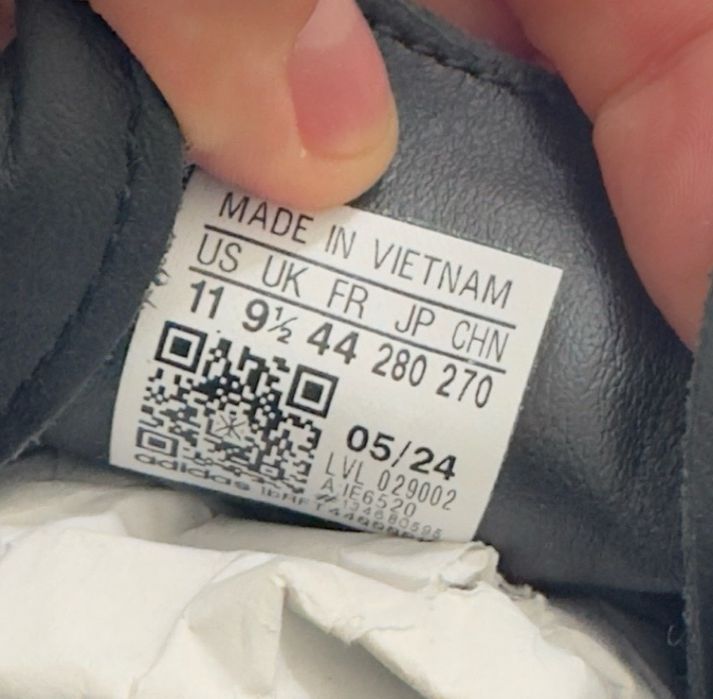 MADE IN VIETNAM
US UK FR JP CHN
11 9½ 44 280 270
05/24
LVL 029002
adidas